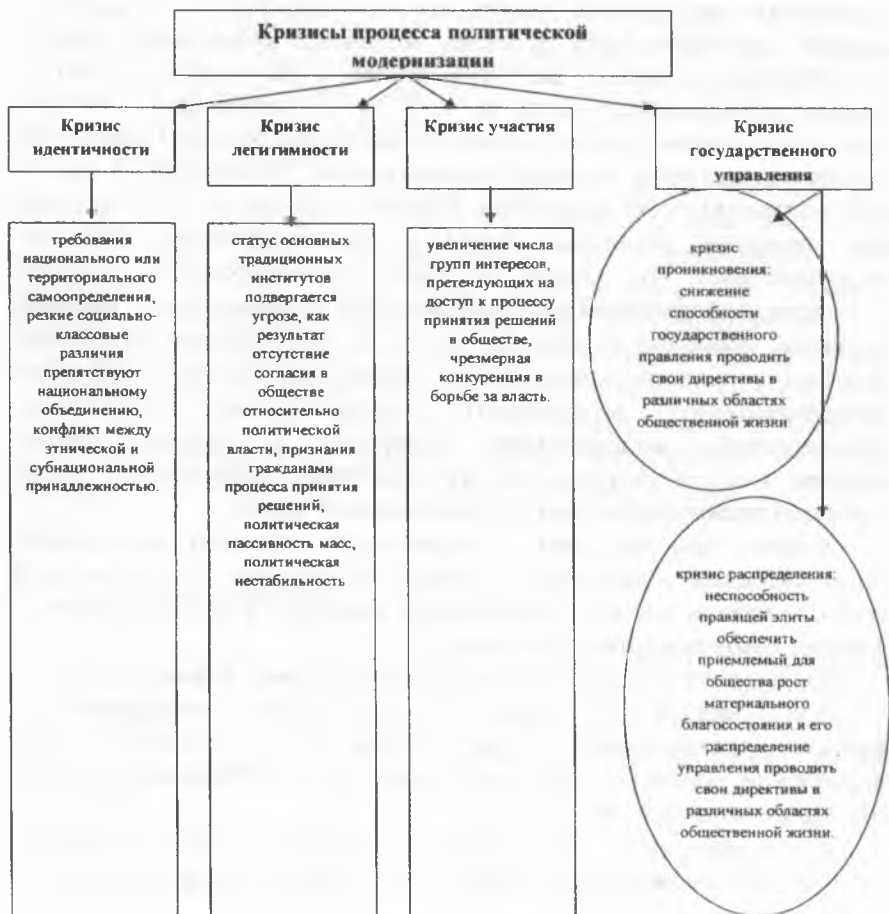 Кризисы процесса политической
модернизации
Кризис
идентичности
Кризис
легитимности
Кризис участия
Кризис
государственного
управления
требования
национального или
территориального
самоопределения,
резкие социально-
классовые
различия
препятствуют
национальному
объединению,
конфликт между
этнической и
субнациональной
принадлежностью.
статус основных
традиционных
институтов
подвергается
угрозе, как
результат
отсутствие
согласия в
обществе
относительно
политической
власти, признания
гражданами
процесса принятия
решений,
политическая
пассивность масс,
политическая
нестабильность
увеличение числа
групп интересов,
претендующих на
доступ к процессу
принятия решений
в обществе,
чрезмерная
конкуренция в
борьбе за власть.
кризис
проникновения:
снижение
способности
государственного
правления проводить
свои директивы в
различных областях
общественной жизни
кризис распределения:
неспособность
правящей элиты
обеспечить
приемлемый для
общества рост
материального
благосостоянии и его
распределение
управления проводить
свои директивы в
различных областях
общественной жизни.